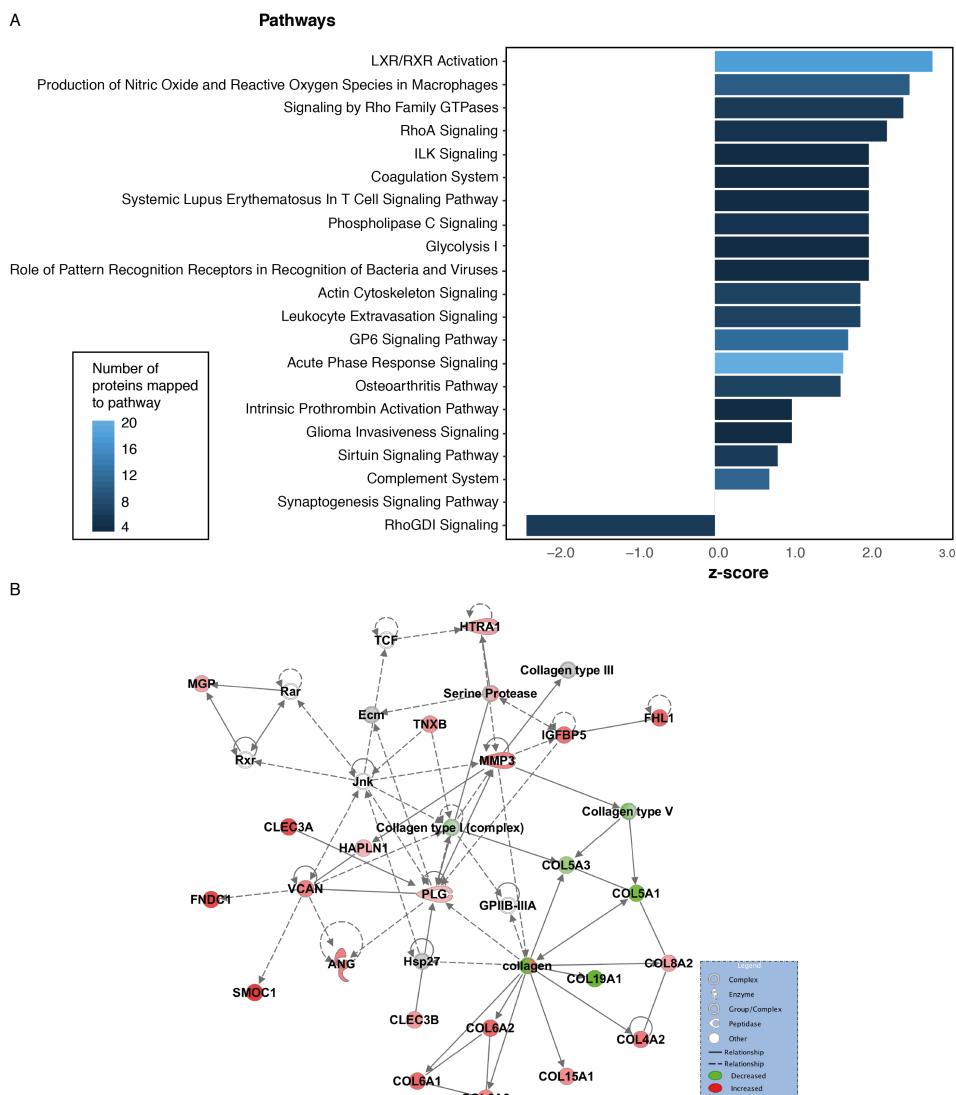 A
Pathways
LXR/RXR Activation
Production of Nitric Oxide and Reactive Oxygen Species in Macrophages
Signaling by Rho Family GTPases
RhoA Signaling
ILK Signaling
Coagulation System
Systemic Lupus Erythematosus In T Cell Signaling Pathway
Phospholipase C Signaling
Glycolysis I
Role of Pattern Recognition Receptors in Recognition of Bacteria and Viruses
Actin Cytoskeleton Signaling
Leukocyte Extravasation Signaling
GP6 Signaling Pathway
Acute Phase Response Signaling
Osteoarthritis Pathway
Intrinsic Prothrombin Activation Pathway
Glioma Invasiveness Signaling
Sirtuin Signaling Pathway
Complement System
Synaptogenesis Signaling Pathway
RhoGDI Signaling
Number of
proteins mapped
to pathway
20
16
12
8
4
−2.0 −1.0 0.0 1.0 2.0 3.0
z-score
B
HTRA1
TCF
Collagen type III
MGP
Rar
Serine Protease
Ecm
TNXB
FHL1
IGFBP5
Rxr
MMP3
Jnk
Collagen type V
CLEC3A
Collagen type I (complex)
HAPLN1
COL5A3
VCAN
PLG
COL5A1
FNDC1
GPIIB-IIIA
ANG
Hsp27
collagen
COL8A2
COL19A1
SMOC1
CLEC3B
COL6A2
COL4A2
COL6A1
COL15A1
Legend
Complex
Enzyme
Group/Complex
Peptidase
Other
Relationship
Relationship
Decreased
Increased